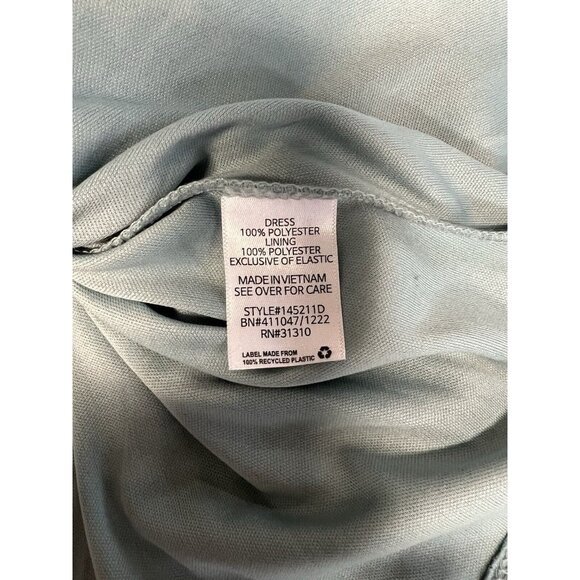 DRESS
100% POLYESTER
LINING
100% POLYESTER
EXCLUSIVE OF ELASTIC
MADE IN VIETNAM
SEE OVER FOR CARE
STYLE#145211D
BN#411047/1222
RN#31310
LABEL MADE FROM
100% RECYCLED PLASTIC